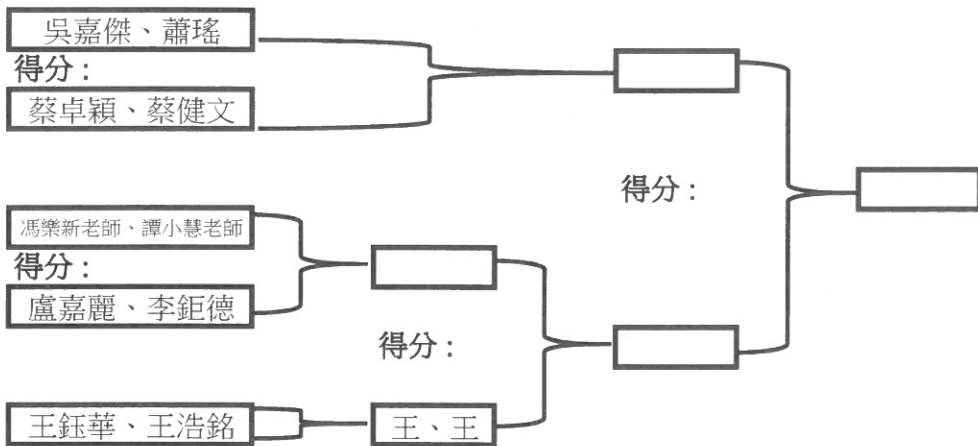 吳嘉傑、蕭瑤
得分：
蔡卓穎、蔡健文
得分：
馮樂新老師、譚小慧老師
得分：
盧嘉麗、李鉅德
得分：
王鈺華、王浩銘
王、王